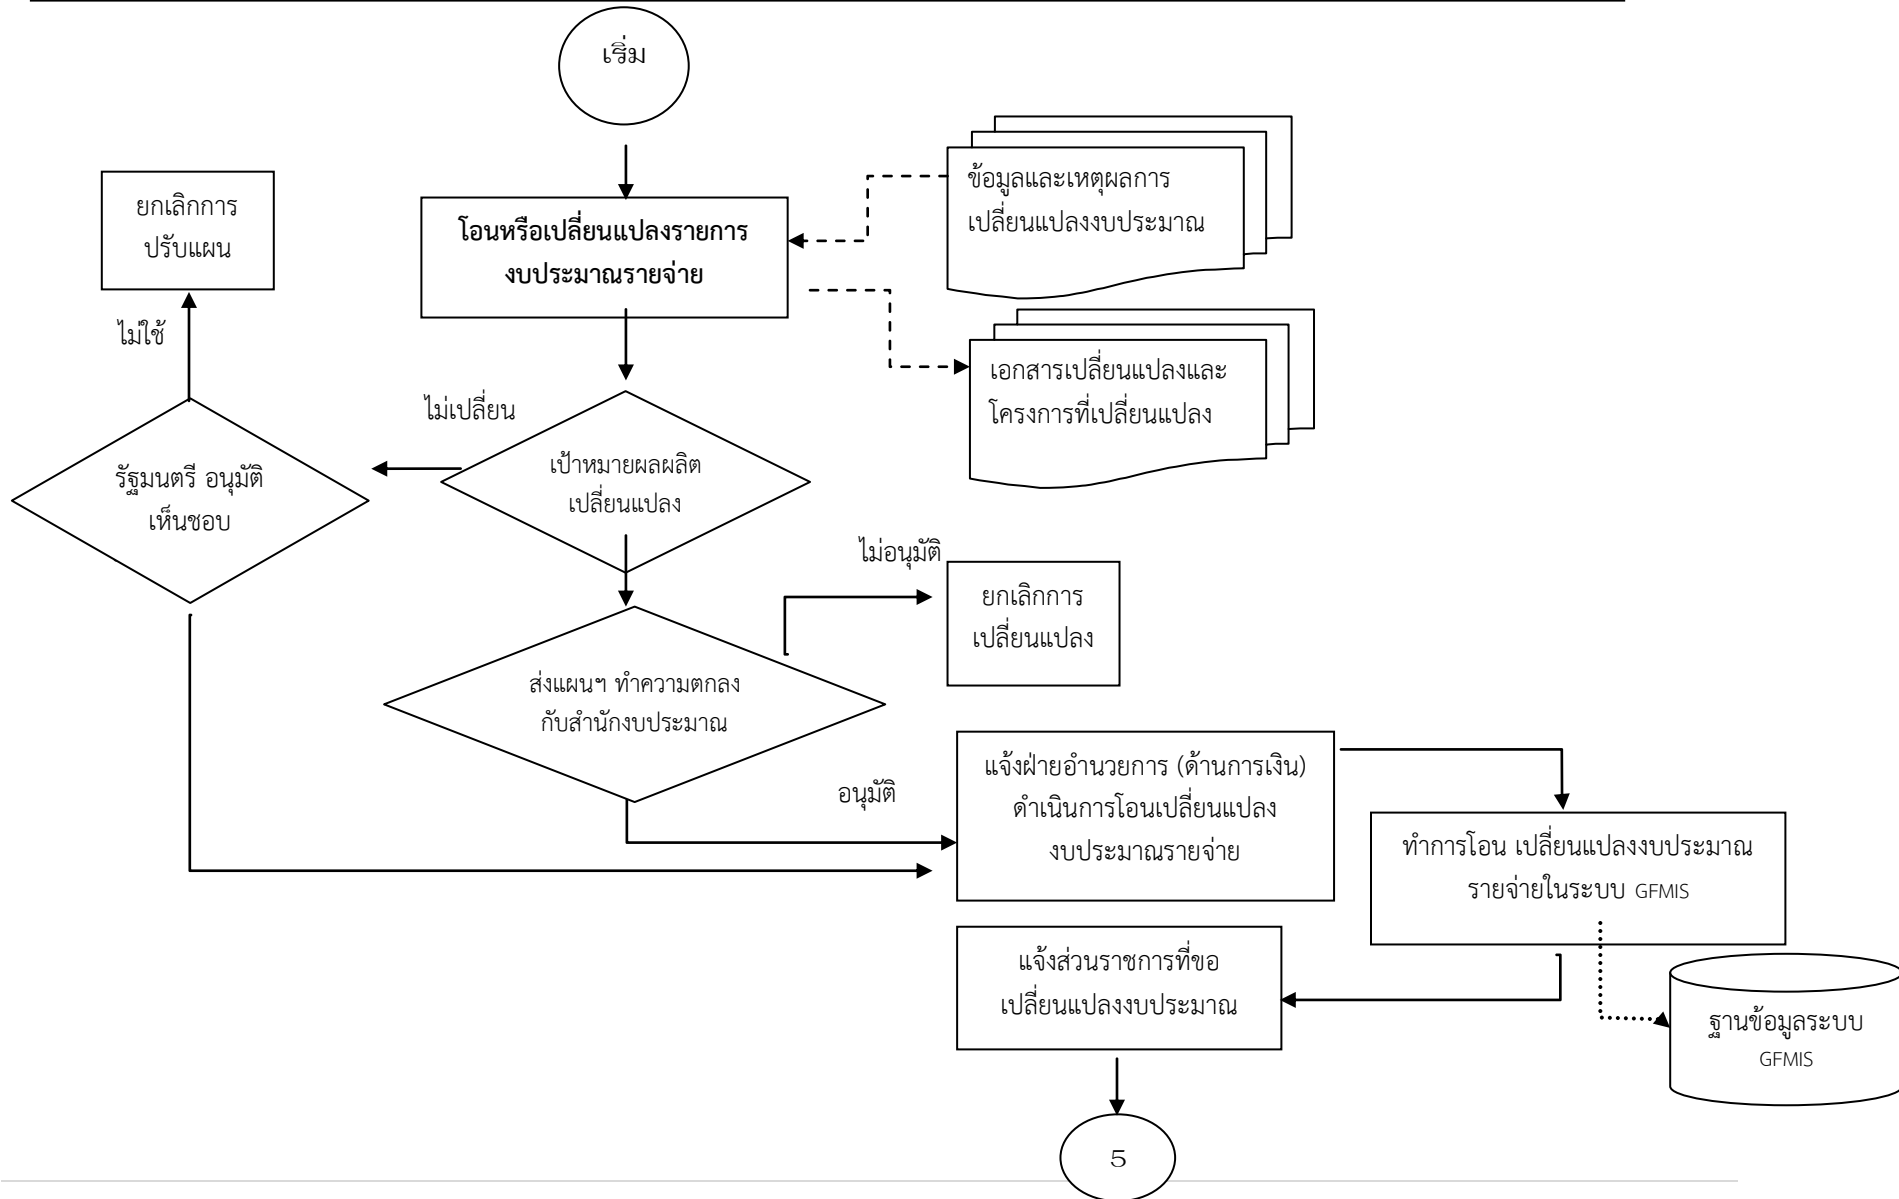 เริ่ม
ข้อมูลและเหตุผลการ
เปลี่ยนแปลงงบประมาณ
ยกเลิกการ
ปรับแผน
โอนหรือเปลี่ยนแปลงรายการ
งบประมาณรายจ่าย
ไม่ใช้
เอกสารเปลี่ยนแปลงและ
โครงการที่เปลี่ยนแปลง
ไม่เปลี่ยน
เป้าหมายผลผลิต
เปลี่ยนแปลง
รัฐมนตรี อนุมัติ
เห็นชอบ
ไม่อนุมัติ
ยกเลิกการ
เปลี่ยนแปลง
ส่งแผนฯ ทำความตกลง
กับสำนักงบประมาณ
อนุมัติ
แจ้งฝ่ายอำนวยการ (ด้านการเงิน)
ดำเนินการโอนเปลี่ยนแปลง
งบประมาณรายจ่าย
ทำการโอน เปลี่ยนแปลงงบประมาณ
รายจ่ายในระบบ GFMIS
แจ้งส่วนราชการที่ขอ
เปลี่ยนแปลงงบประมาณ
ฐานข้อมูลระบบ
GFMIS
5